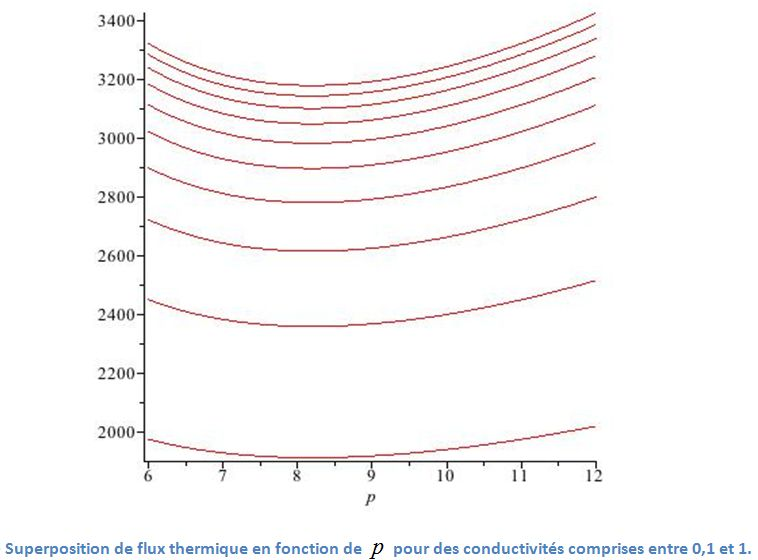 3400
3200
3000
2800
2600
2400
2200
2000
6 7 8 9 10 11 12
p
Superposition de flux thermique en fonction de p pour des conductivités comprises entre 0,1 et 1.